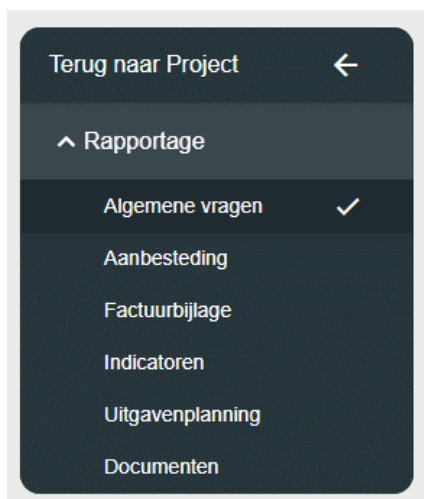 Terug naar Project
Rapportage
Algemene vragen
Aanbesteding
Factuurbijlage
Indicatoren
Uitgavenplanning
Documenten